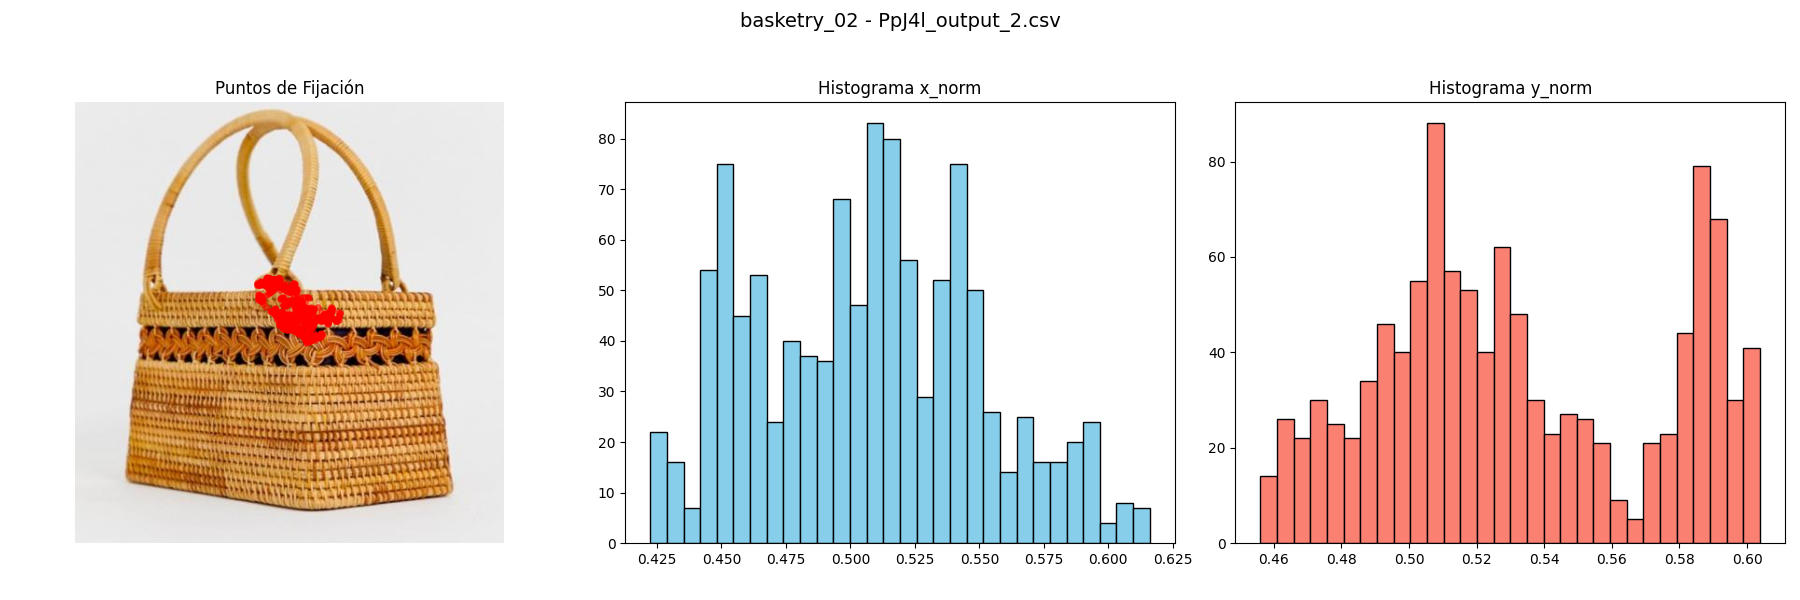 basketry_02 - PpJ4l_output_2.csv
Puntos de Fijación
Histograma x_norm
80
70
60
50
40
30
20
10
0
0.425 0.450 0.475 0.500 0.525 0.550 0.575 0.600 0.625
Histograma y_norm
80
60
40
20
0
0.46 0.48 0.50 0.52 0.54 0.56 0.58 0.60